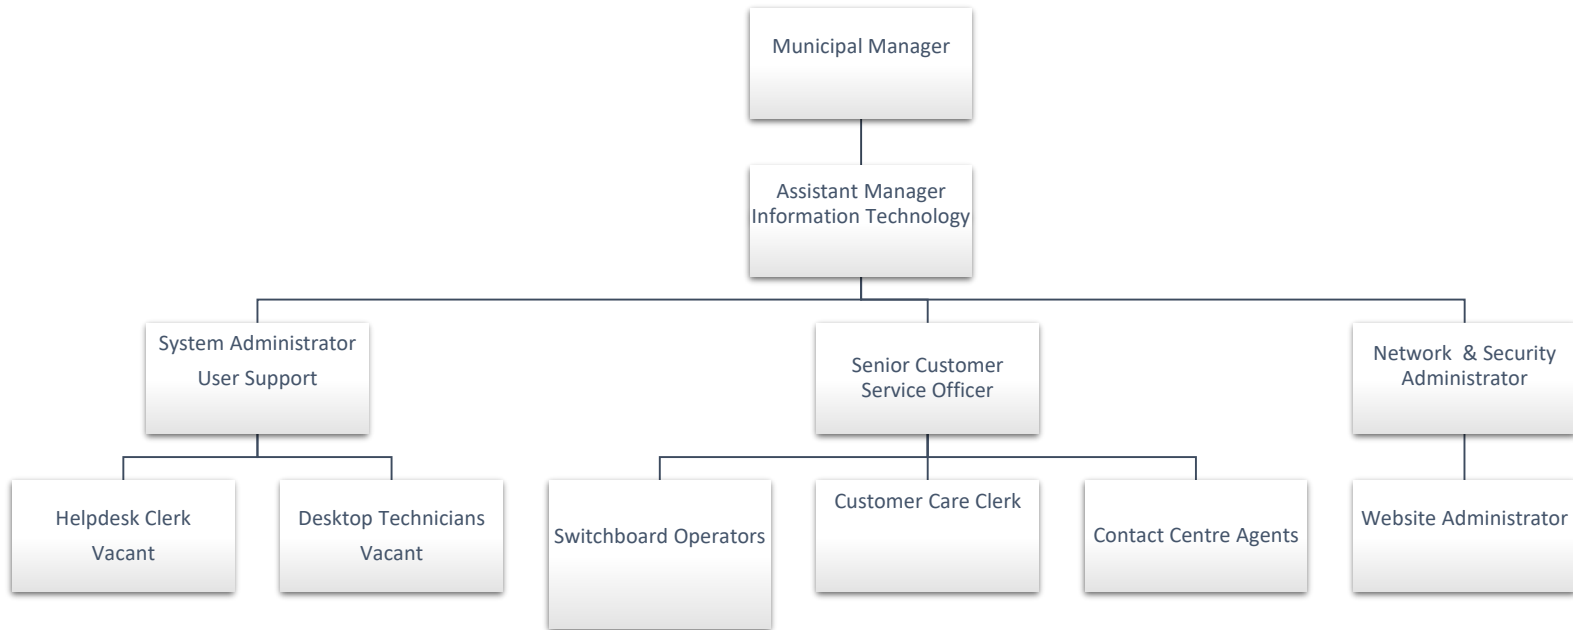 Municipal Manager
Assistant Manager
Information Technology
System Administrator
User Support
Senior Customer
Service Officer
Network  & Security
Administrator
Helpdesk Clerk
Vacant
Desktop Technicians
Vacant
Switchboard Operators
Customer Care Clerk
Contact Centre Agents
Website Administrator